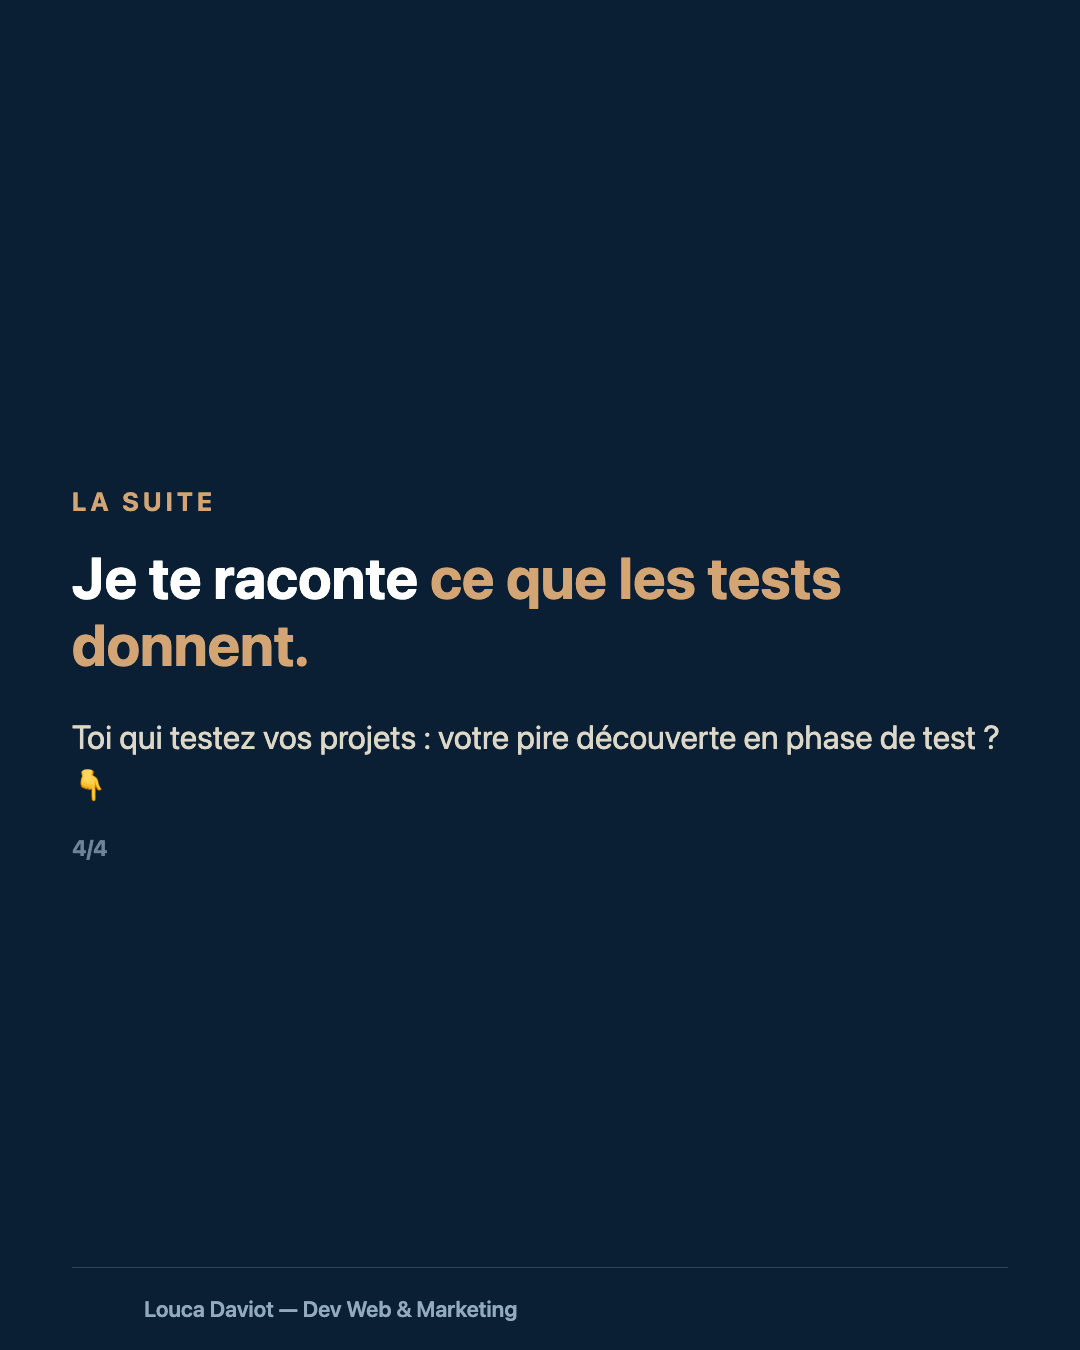 LA SUITE
Je te raconte ce que les tests
donnent.
Toi qui testez vos projets : votre pire découverte en phase de test ?
👇
4/4
Louca Daviot — Dev Web & Marketing